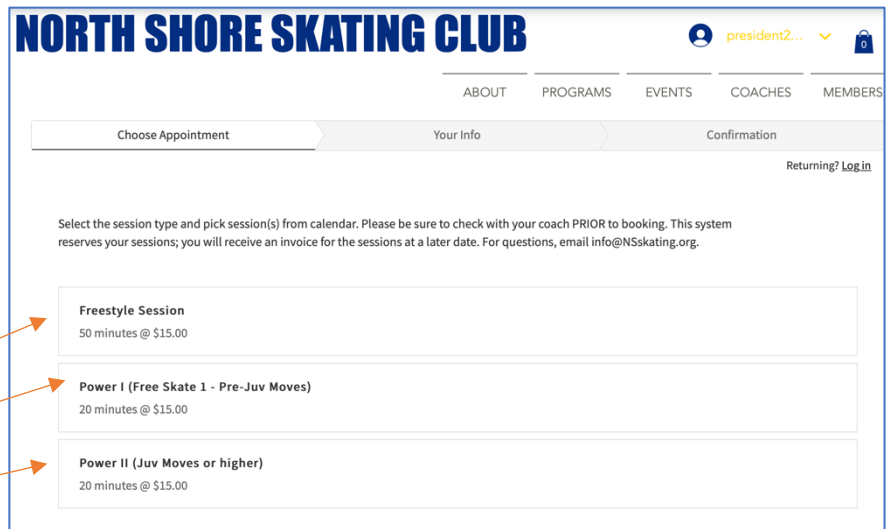 NORTH SHORE SKATING CLUB
president2...
0
ABOUT PROGRAMS EVENTS COACHES MEMBERS
Choose Appointment Your Info Confirmation
Returning? Log in
Select the session type and pick session(s) from calendar. Please be sure to check with your coach PRIOR to booking. This system
reserves your sessions; you will receive an invoice for the sessions at a later date. For questions, email info@NSskating.org.
Freestyle Session
50 minutes @ $15.00
Power I (Free Skate 1 - Pre-Juv Moves)
20 minutes @ $15.00
Power II (Juv Moves or higher)
20 minutes @ $15.00